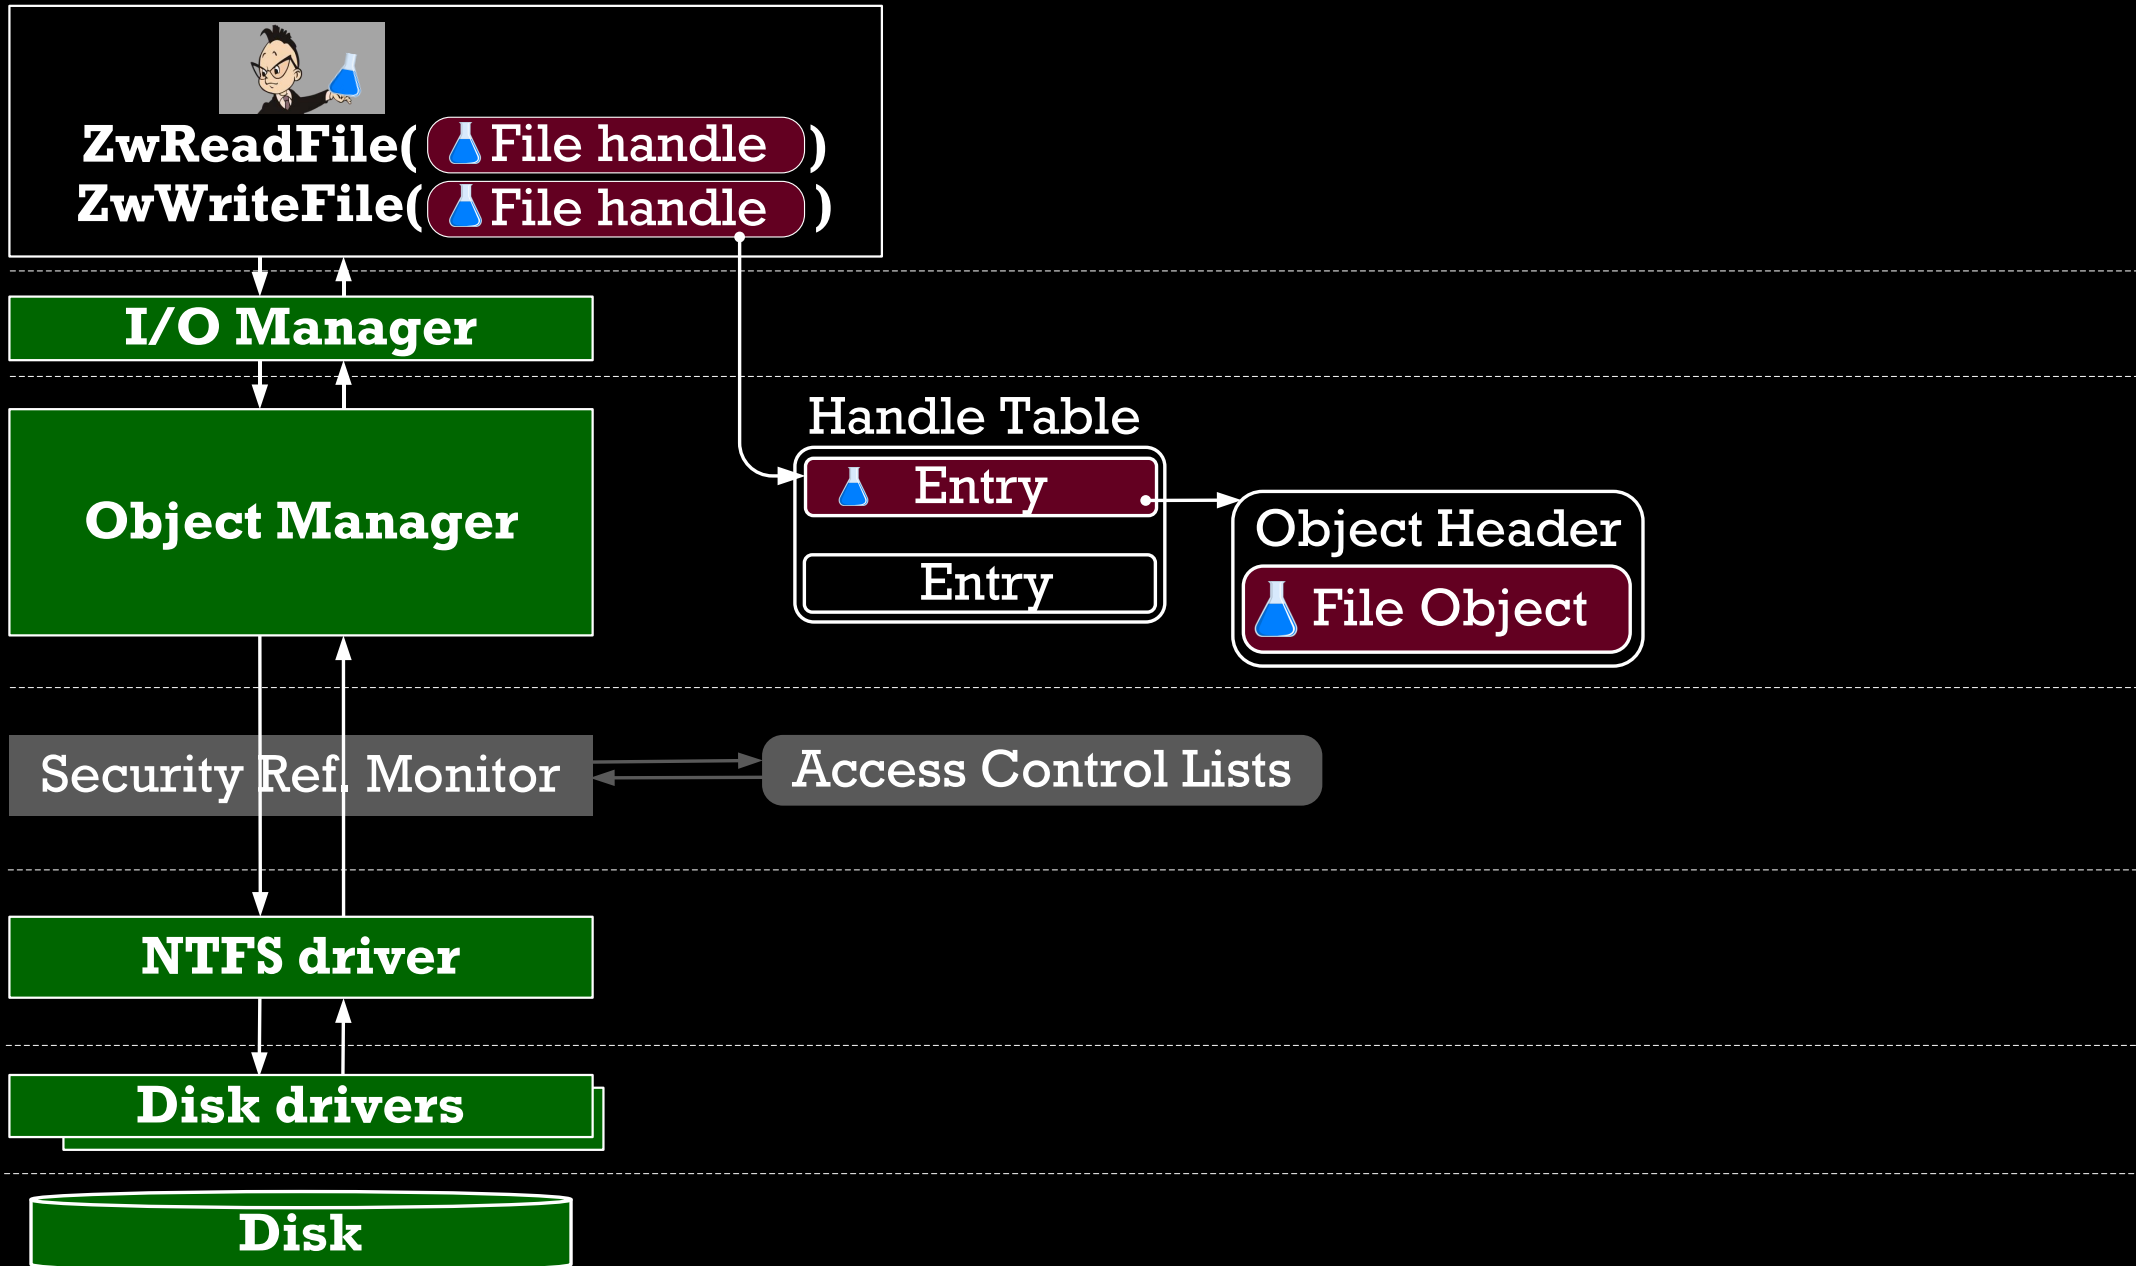 ZwReadFile( File handle )
ZwWriteFile( File handle )
I/O Manager
Handle Table
Entry
Object Manager
Object Header
Entry
File Object
Security Ref. Monitor
Access Control Lists
NTFS driver
Disk drivers
Disk